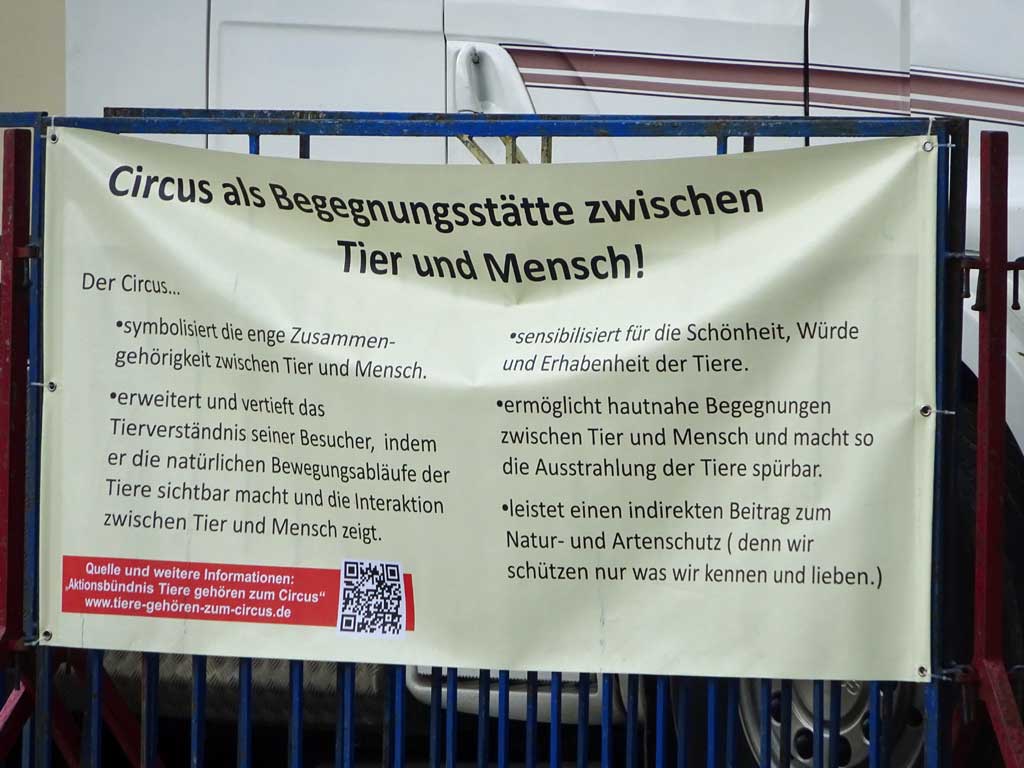 Circus als Begegnungsstätte zwischen
Tier und Mensch!
Der Circus...
•symbolisiert die enge Zusammen-
gehörigkeit zwischen Tier und Mensch.
•erweitert und vertieft das
Tierverständnis seiner Besucher, indem
er die natürlichen Bewegungsabläufe der
Tiere sichtbar macht und die Interaktion
zwischen Tier und Mensch zeigt.
•sensibilisiert für die Schönheit, Würde
und Erhabenheit der Tiere.
•ermöglicht hautnahe Begegnungen
zwischen Tier und Mensch und macht so
die Ausstrahlung der Tiere spürbar.
•leistet einen indirekten Beitrag zum
Natur- und Artenschutz ( denn wir
schützen nur was wir kennen und lieben.)
Quelle und weitere Informationen:
„Aktionsbündnis Tiere gehören zum Circus“
www.tiere-gehören-zum-circus.de